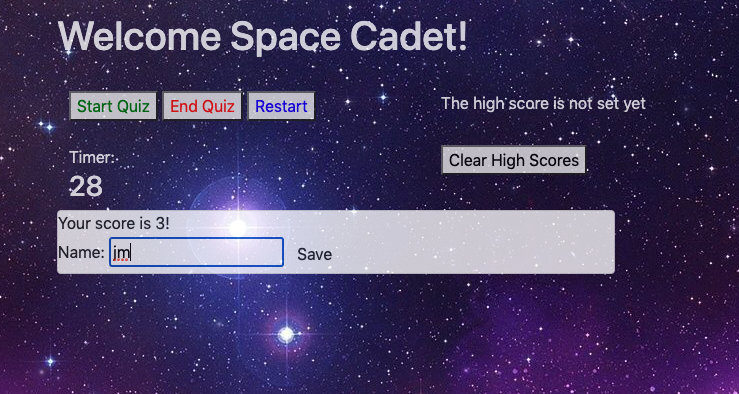 Welcome Space Cadet!
Start Quiz End Quiz Restart
The high score is not set yet
Timer:
28
Clear High Scores
Your score is 3!
Name: jm Save